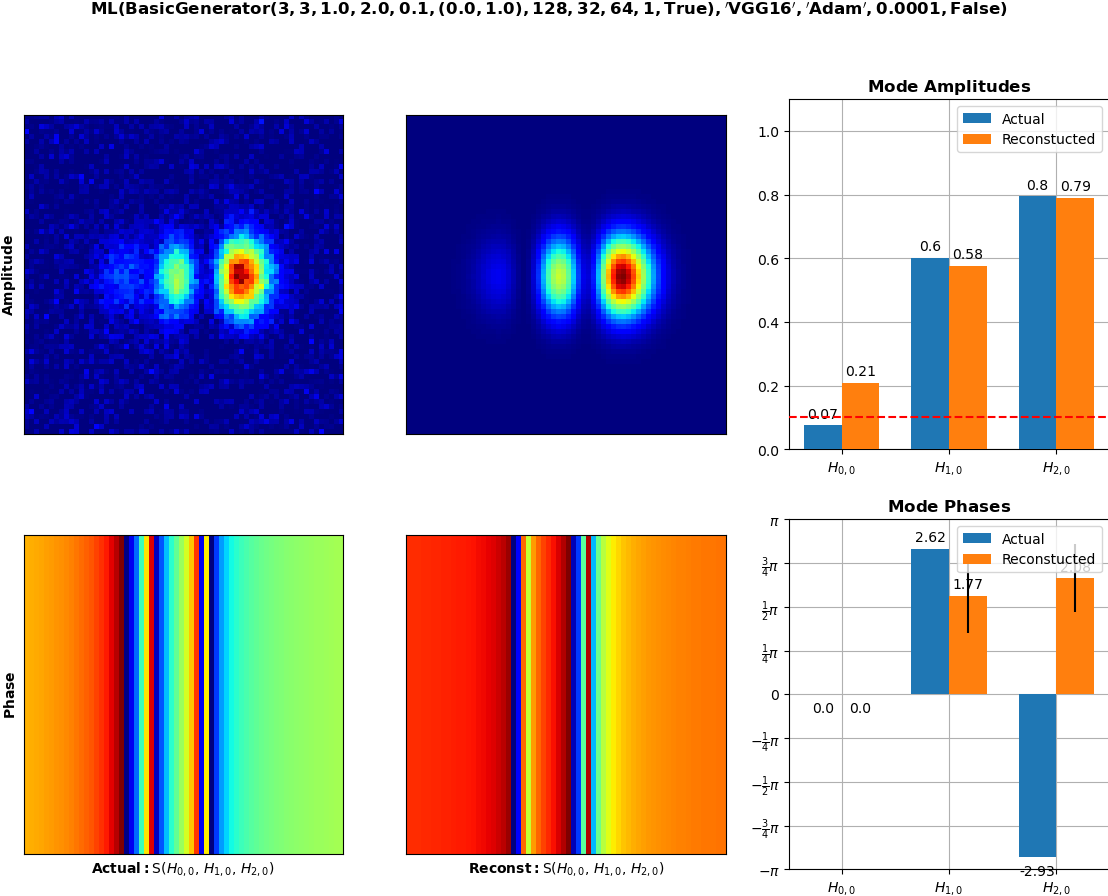 ML(BasicGenerator(3, 3, 1.0, 2.0, 0.1, (0.0, 1.0), 128, 32, 64, 1, True), ′VGG16′, ′Adam′, 0.0001, False)
Amplitude
Mode Amplitudes
Actual
Reconstucted
1.0
0.8
0.6
0.4
0.2
0.0
0.07
0.21
0.6
0.58
0.8
0.79
H₀,₀
H₁,₀
H₂,₀
Phase
Actual: S(H₀,₀, H₁,₀, H₂,₀)
Reconst: S(H₀,₀, H₁,₀, H₂,₀)
Mode Phases
Actual
Reconstucted
π
3/4π
1/2π
1/4π
0
−1/4π
−1/2π
−3/4π
−π
0.0
0.0
2.62
1.77
-2.93
2.08
H₀,₀
H₁,₀
H₂,₀